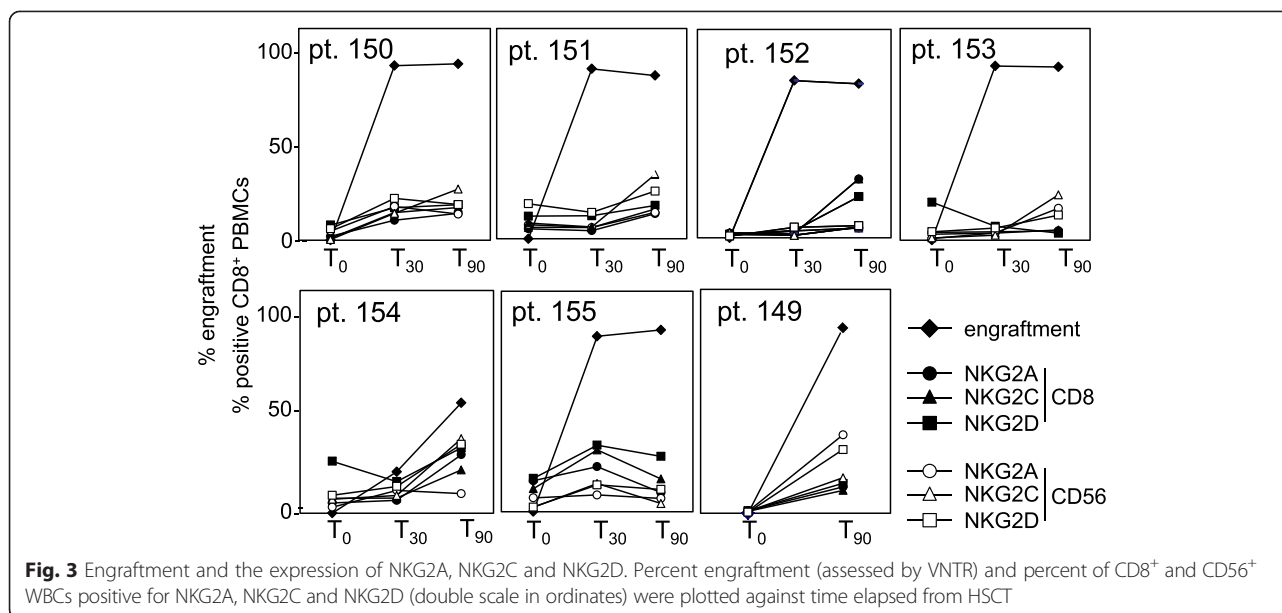 % engraftment
% positive CD8+ PBMCs
100
50
0
pt. 150
T0 T30 T90
pt. 151
T0 T30 T90
pt. 152
T0 T30 T90
pt. 153
T0 T30 T90
100
50
0
pt. 154
T0 T30 T90
pt. 155
T0 T30 T90
pt. 149
T0 T90
engraftment
NKG2A
NKG2C
NKG2D
CD8
NKG2A
NKG2C
NKG2D
CD56
Fig. 3 Engraftment and the expression of NKG2A, NKG2C and NKG2D. Percent engraftment (assessed by VNTR) and percent of CD8+ and CD56+
WBCs positive for NKG2A, NKG2C and NKG2D (double scale in ordinates) were plotted against time elapsed from HSCT